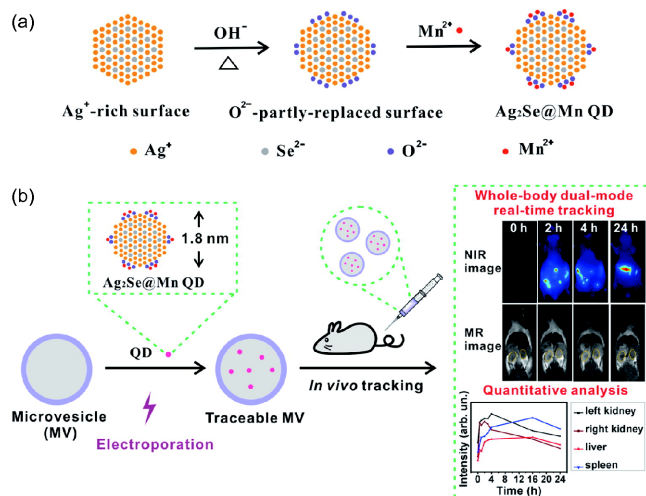 (a)
OH⁻
Mn²⁺
Ag⁺-rich surface
O²⁻-partly-replaced surface
Ag₂Se@Mn QD
Ag⁺
Se²⁻
O²⁻
Mn²⁺
(b)
1.8 nm
Ag₂Se@Mn QD
QD
Microvesicle
(MV)
Electroporation
Traceable MV
In vivo tracking
Whole-body dual-mode
real-time tracking
0 h 2 h 4 h 24 h
NIR
image
MR
image
Quantitative analysis
Intensity (arb. un.)
left kidney
right kidney
liver
spleen
0 4 8 12 16 20 24
Time (h)